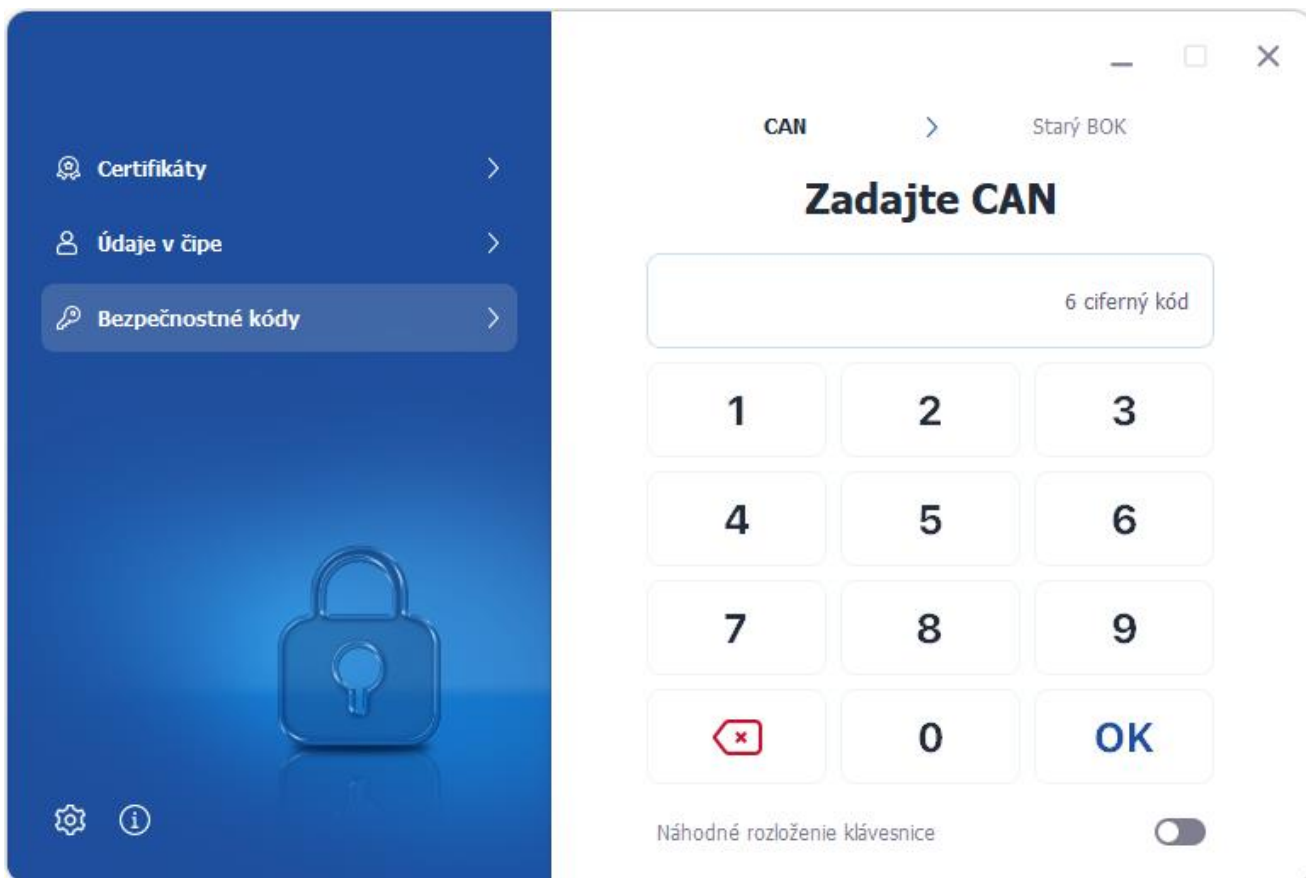 Certifikáty
Údaje v čipe
Bezpečnostné kódy
CAN
Starý BOK
Zadajte CAN
6 ciferný kód
1 2 3
4 5 6
7 8 9
0 OK
Náhodné rozloženie klávesnice